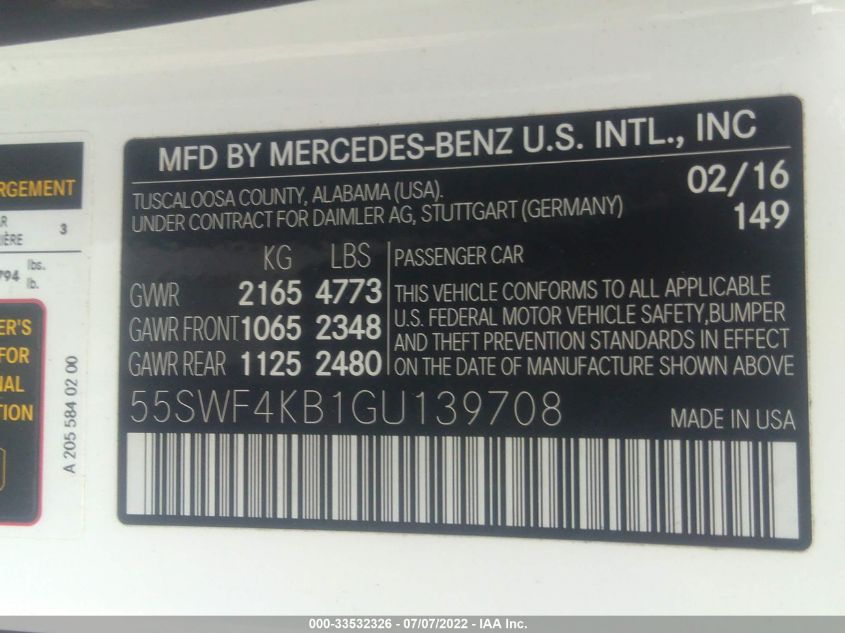 RGEMENT
R
IÈRE 3
794 lbs.
lb.
ER'S
FOR
NAL
TION
A 205 584 02 00
MFD BY MERCEDES-BENZ U.S. INTL., INC
TUSCALOOSA COUNTY, ALABAMA (USA). 02/16
UNDER CONTRACT FOR DAIMLER AG, STUTTGART (GERMANY) 149
KG LBS
GVWR 2165 4773
GAWR FRONT 1065 2348
GAWR REAR 1125 2480
PASSENGER CAR
THIS VEHICLE CONFORMS TO ALL APPLICABLE
U.S. FEDERAL MOTOR VEHICLE SAFETY, BUMPER
AND THEFT PREVENTION STANDARDS IN EFFECT
ON THE DATE OF MANUFACTURE SHOWN ABOVE
55SWF4KB1GU139708 MADE IN USA
000-33532326 - 07/07/2022 - IAA Inc.